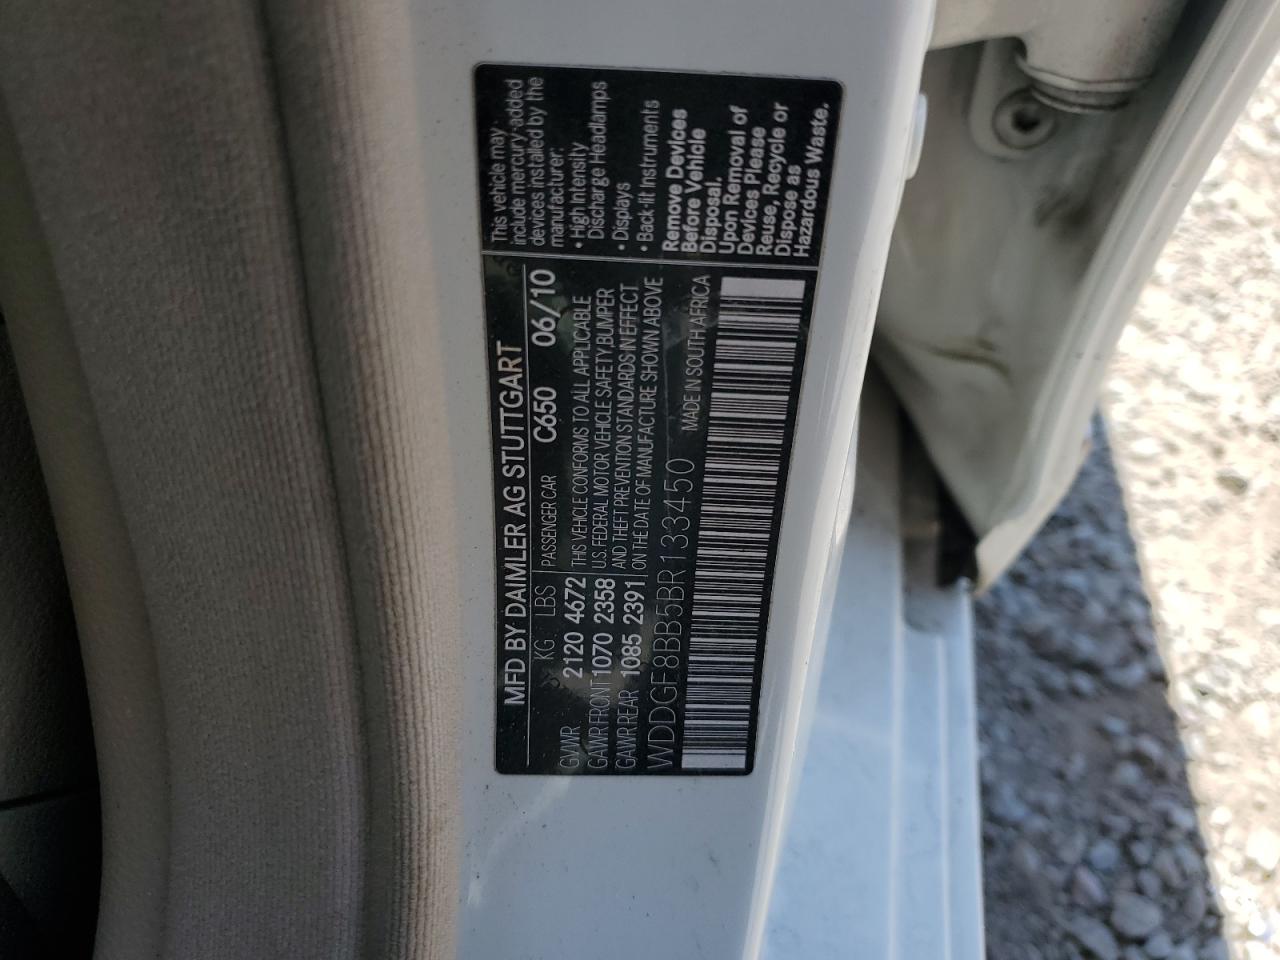 MFD BY DAIMLER AG STUTTGART
KG LBS PASSENGER CAR C650 06/10
GVWR 2120 4672
GAWR FRONT 1070 2358
GAWR REAR 1085 2391
THIS VEHICLE CONFORMS TO ALL APPLICABLE
U.S. FEDERAL MOTOR VEHICLE SAFETY, BUMPER
AND THEFT PREVENTION STANDARDS IN EFFECT
ON THE DATE OF MANUFACTURE SHOWN ABOVE
WDDGF8BB5BR133450 MADE IN SOUTH AFRICA
This vehicle may
include mercury-added
devices installed by the
manufacturer:
• High Intensity
Discharge Headlamps
• Displays
• Back-lit Instruments
Remove Devices
Before Vehicle
Disposal.
Upon Removal of
Devices Please
Reuse, Recycle or
Dispose as
Hazardous Waste.